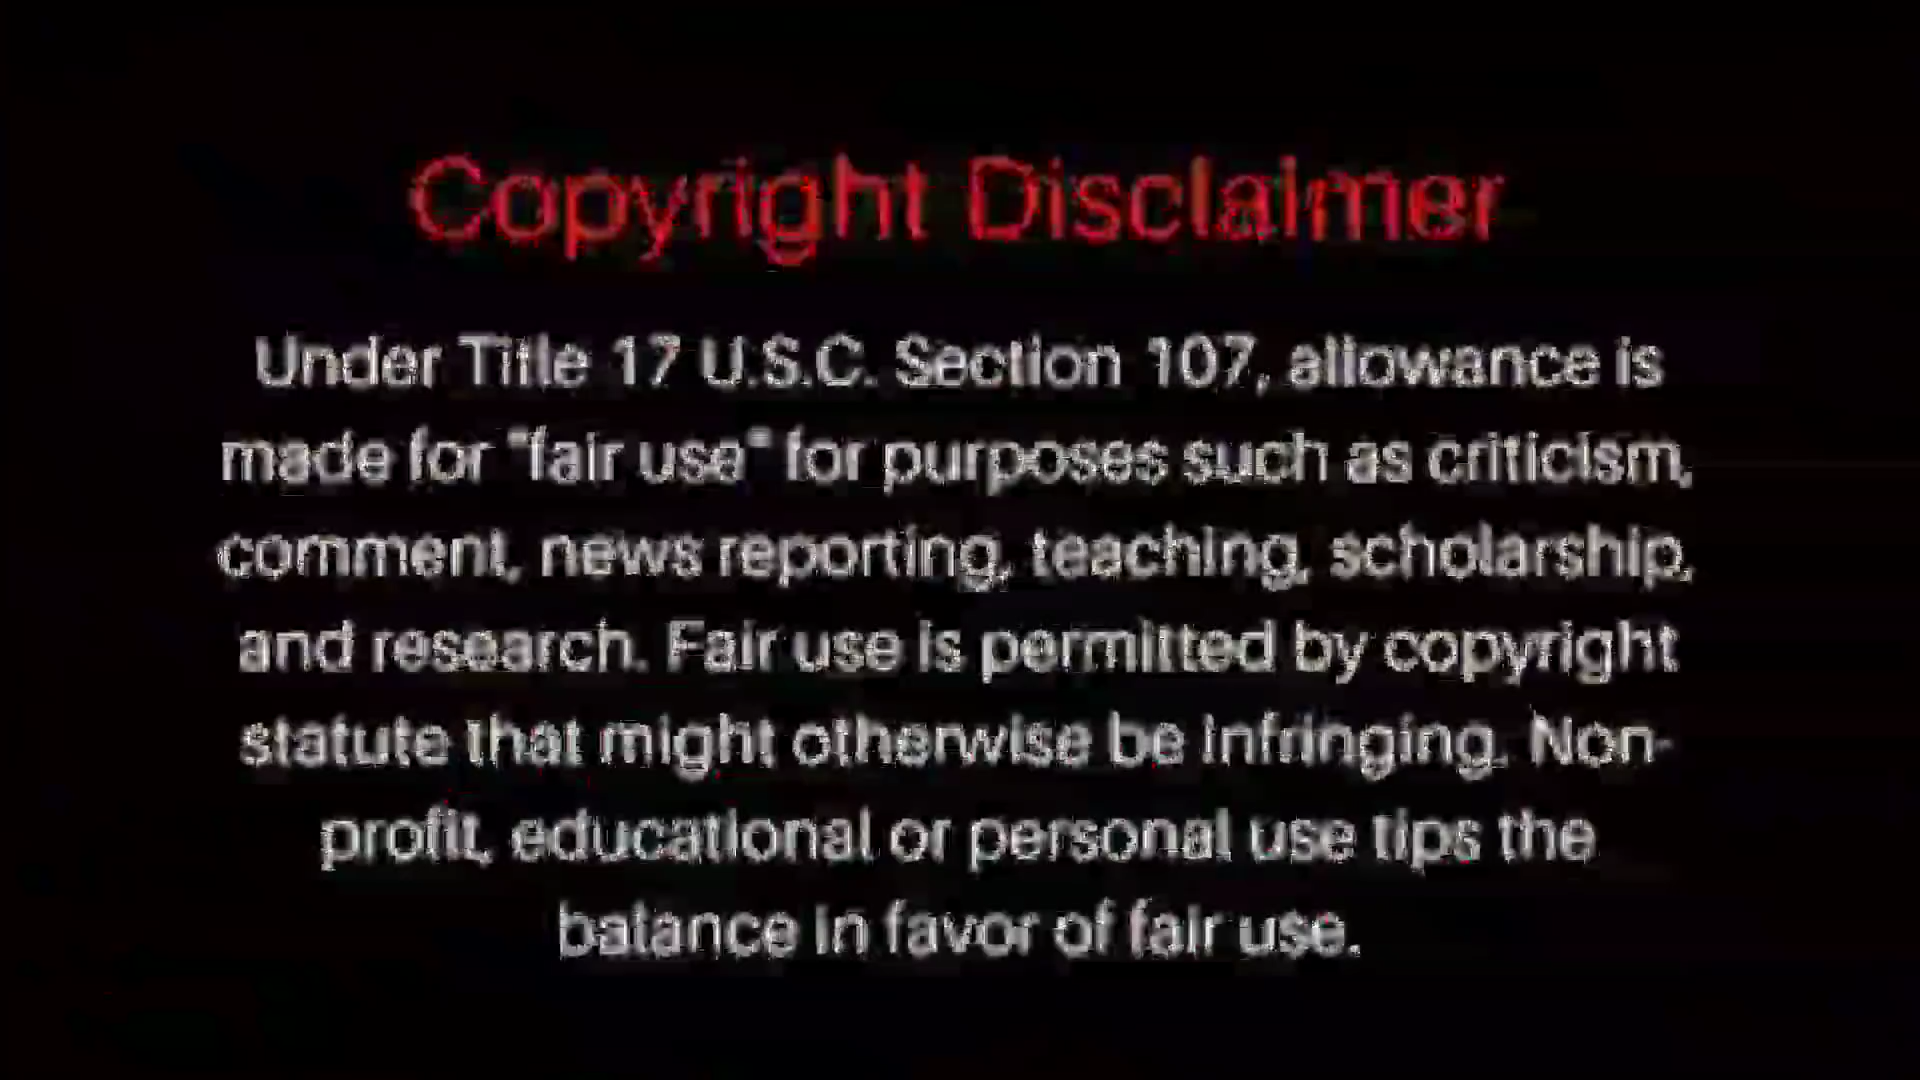 Copyright Disclaimer
Under Title 17 U.S.C. Section 107, allowance is
made for "fair use" for purposes such as criticism,
comment, news reporting, teaching, scholarship,
and research. Fair use is permitted by copyright
statute that might otherwise be infringing. Non-
profit, educational or personal use tips the
balance in favor of fair use.